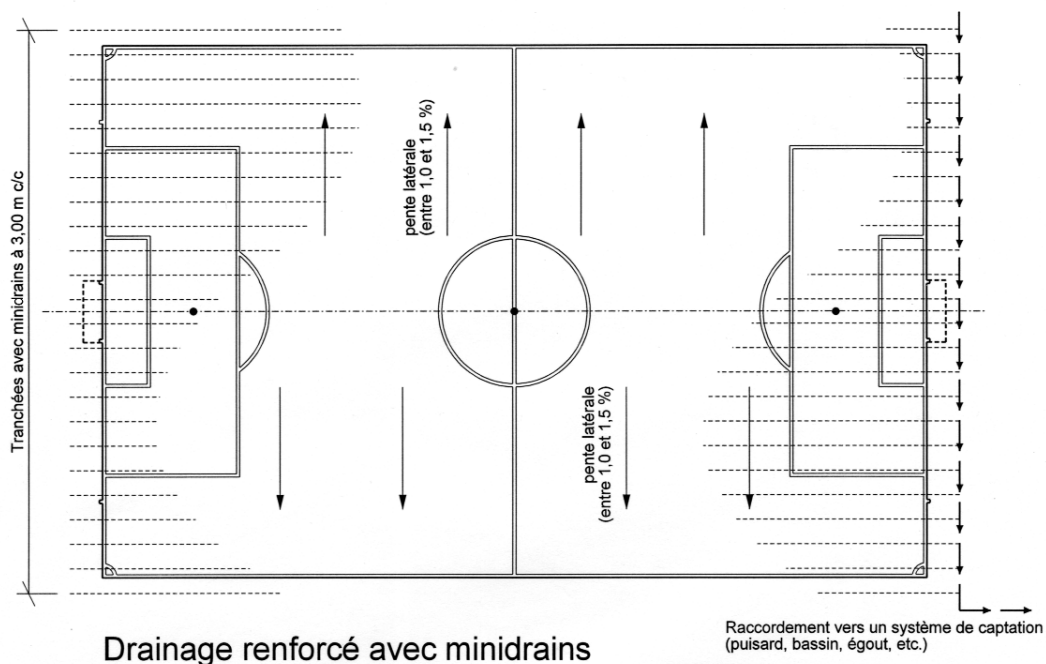 Tranchées avec minidrains à 3,00 m c/c
pente latérale
(entre 1,0 et 1,5 %)
pente latérale
(entre 1,0 et 1,5 %)
Drainage renforcé avec minidrains
Raccordement vers un système de captation
(puisard, bassin, égout, etc.)